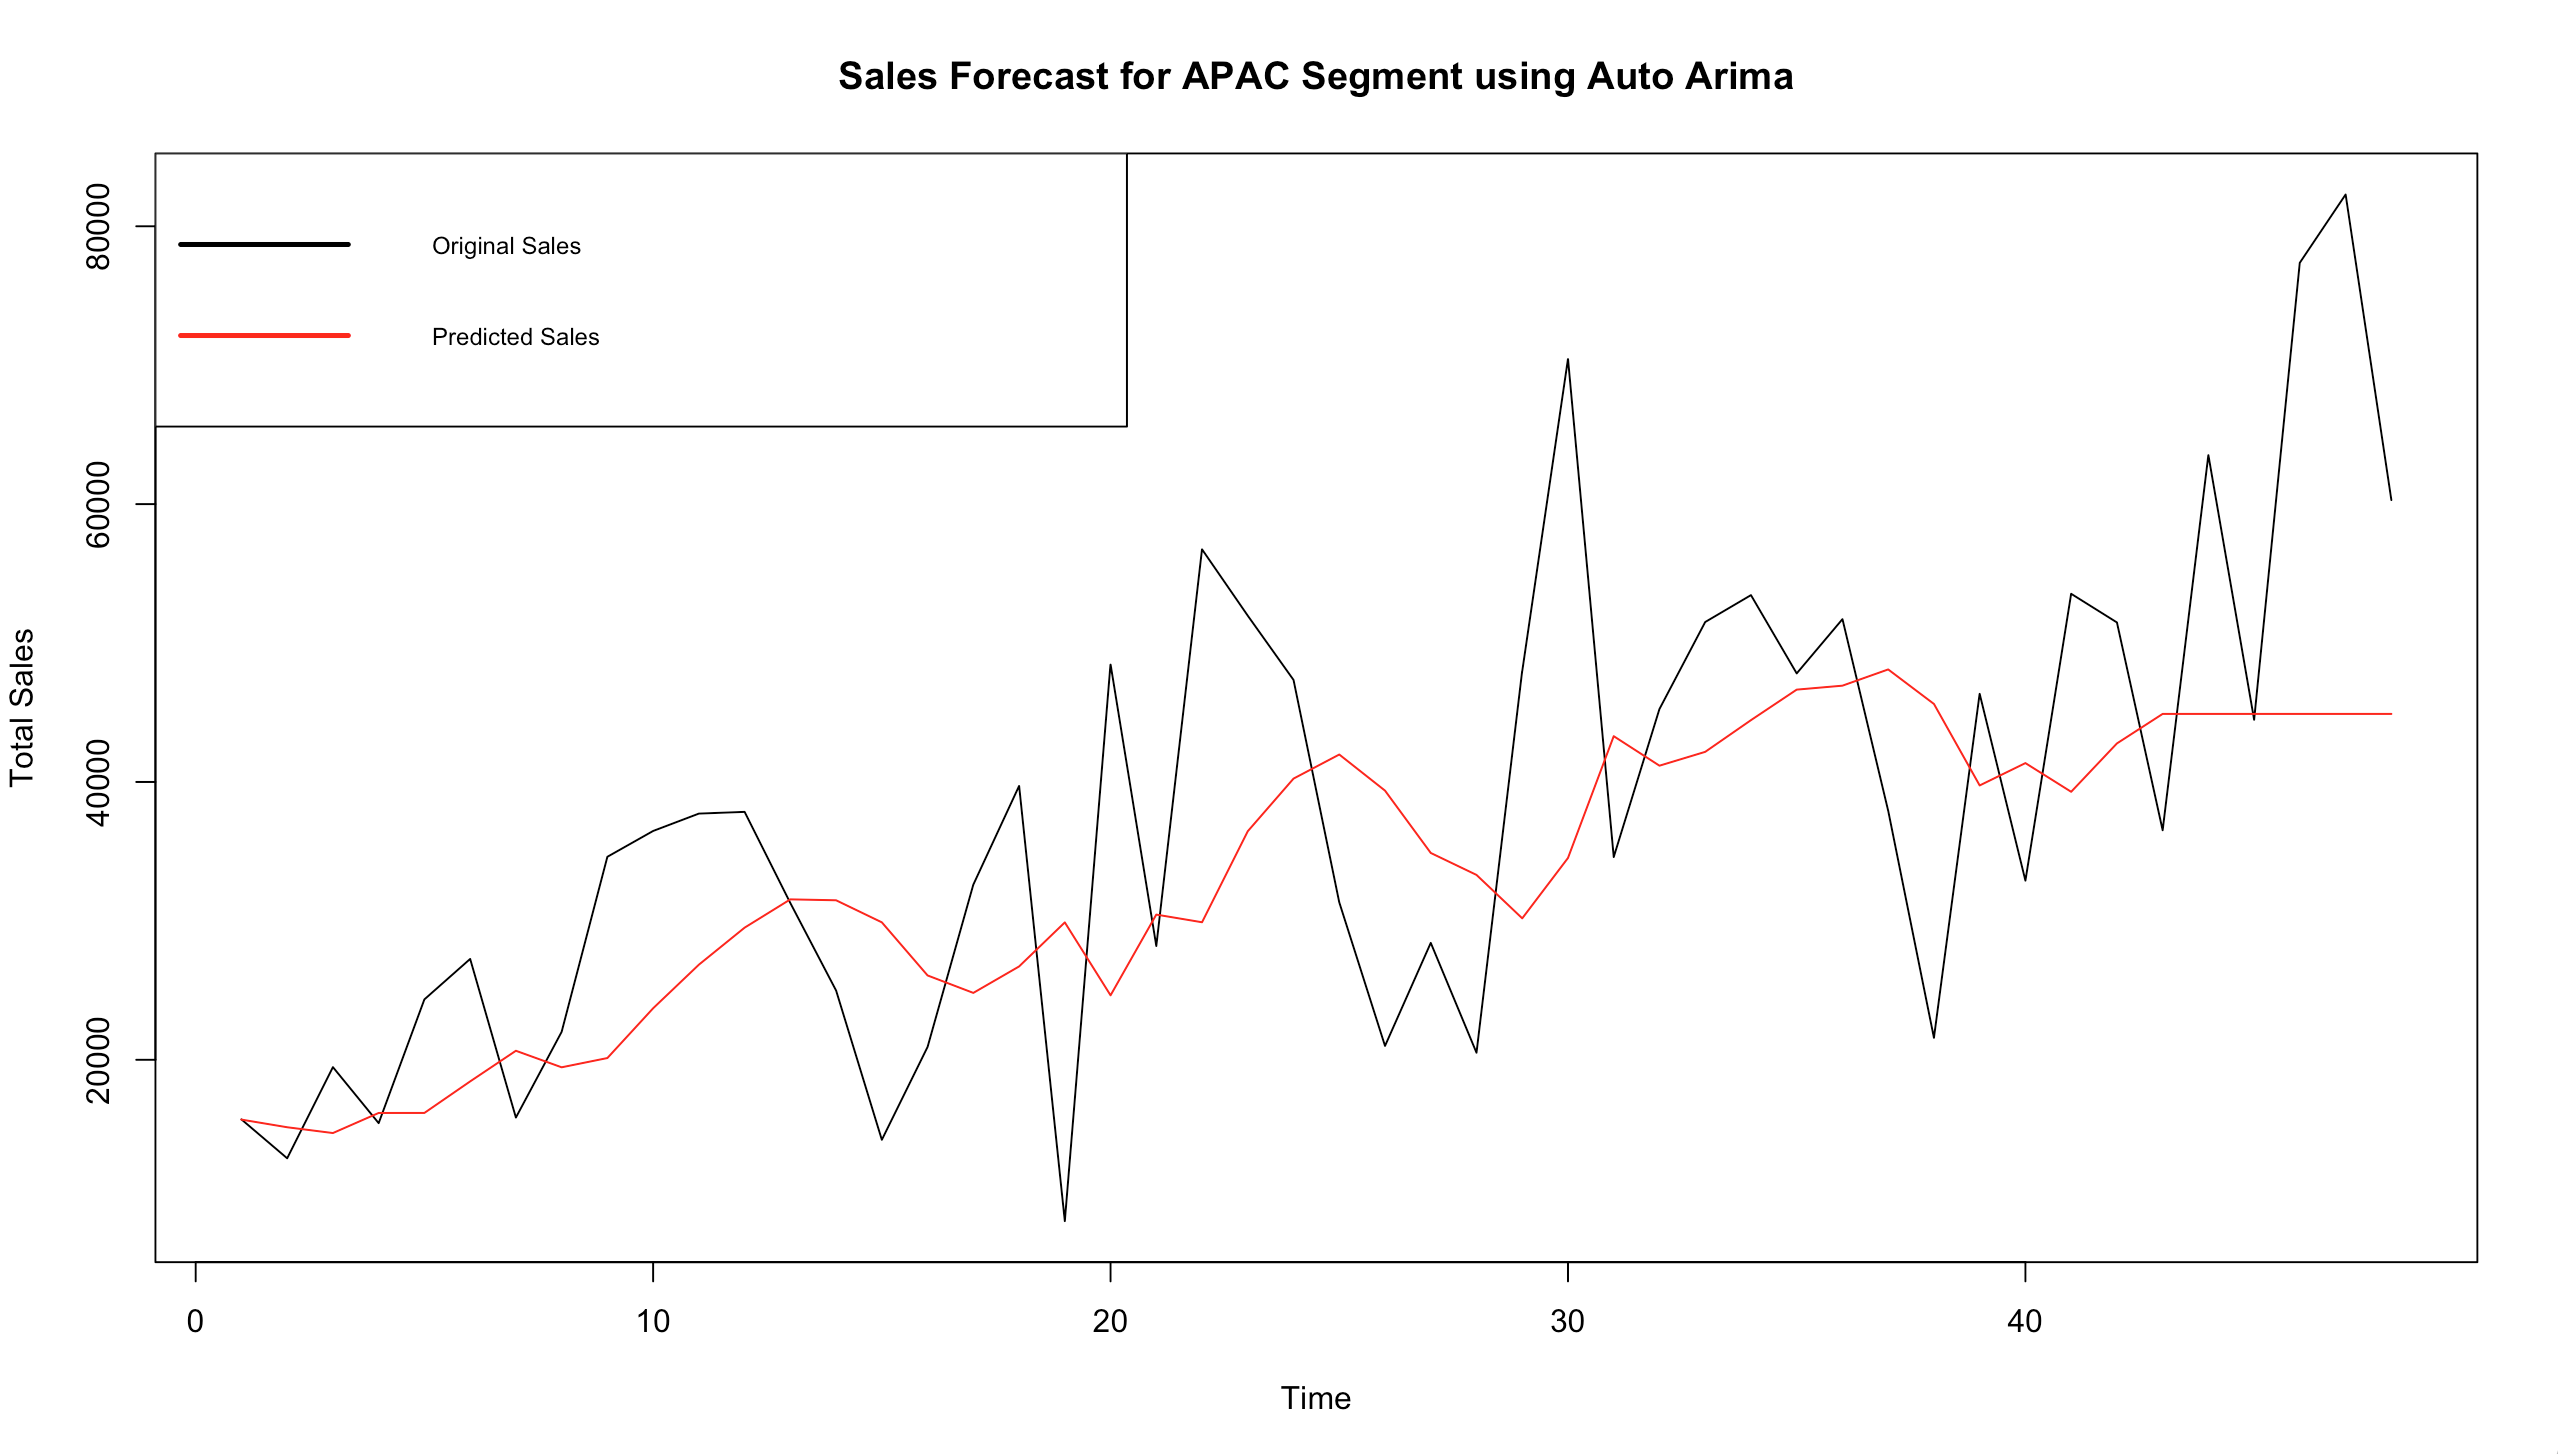 Sales Forecast for APAC Segment using Auto Arima
Original Sales
Predicted Sales
80000
60000
40000
20000
Total Sales
0 10 20 30 40
Time